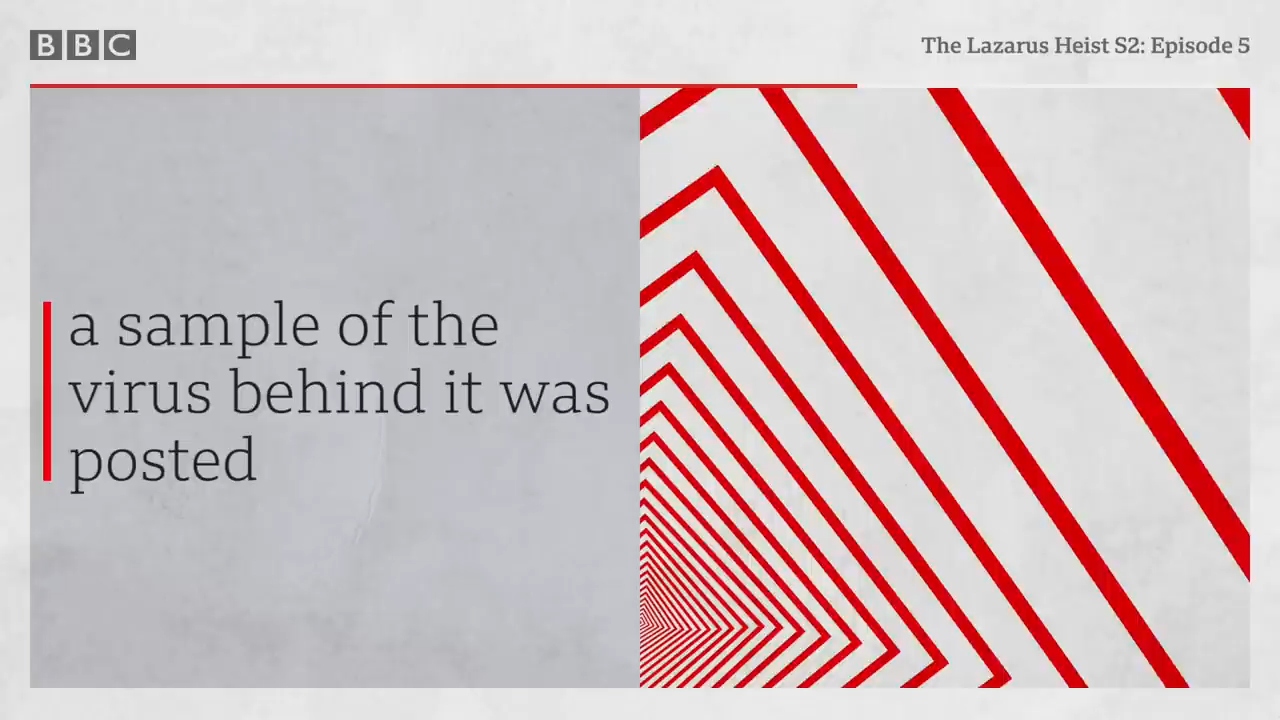 BBC
The Lazarus Heist S2: Episode 5
a sample of the
virus behind it was
posted